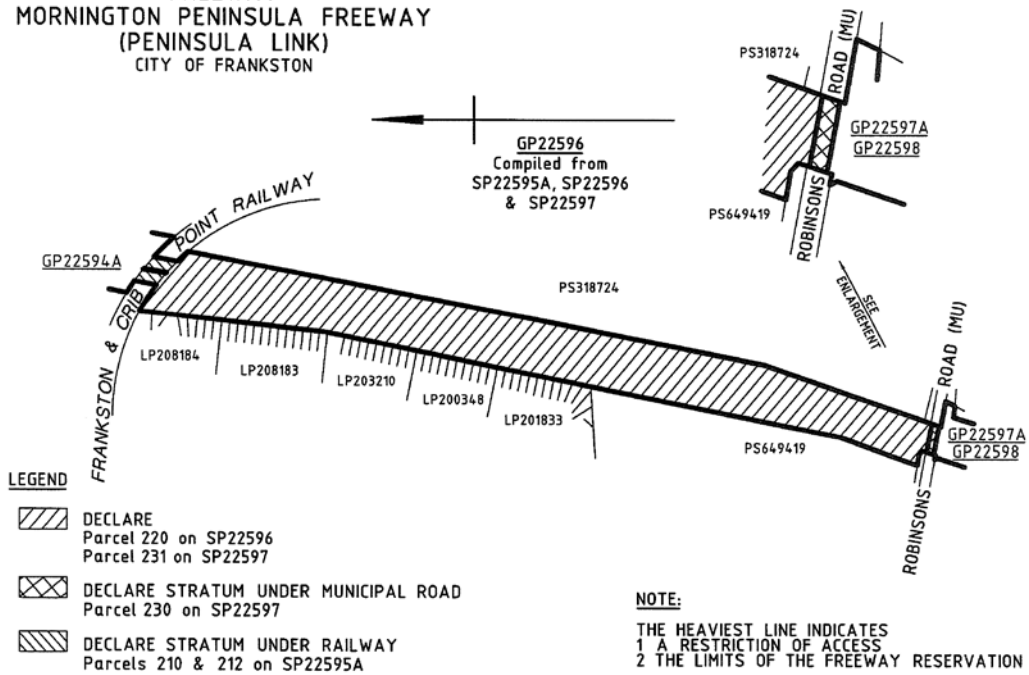 MORNINGTON PENINSULA FREEWAY
(PENINSULA LINK)
CITY OF FRANKSTON
PS318724
ROAD (MU)
GP22597A
GP22598
PS649419
ROBINSONS
GP22596
Compiled from
SP22595A, SP22596
& SP22597
POINT RAILWAY
GP22594A
FRANKSTON & CRIB
PS318724
SEE
ENLARGEMENT
LP208184
LP208183
LP203210
LP200348
LP201833
PS649419
ROAD (MU)
GP22597A
GP22598
ROBINSONS
LEGEND
DECLARE
Parcel 220 on SP22596
Parcel 231 on SP22597
DECLARE STRATUM UNDER MUNICIPAL ROAD
Parcel 230 on SP22597
DECLARE STRATUM UNDER RAILWAY
Parcels 210 & 212 on SP22595A
NOTE:
THE HEAVIEST LINE INDICATES
1 A RESTRICTION OF ACCESS
2 THE LIMITS OF THE FREEWAY RESERVATION